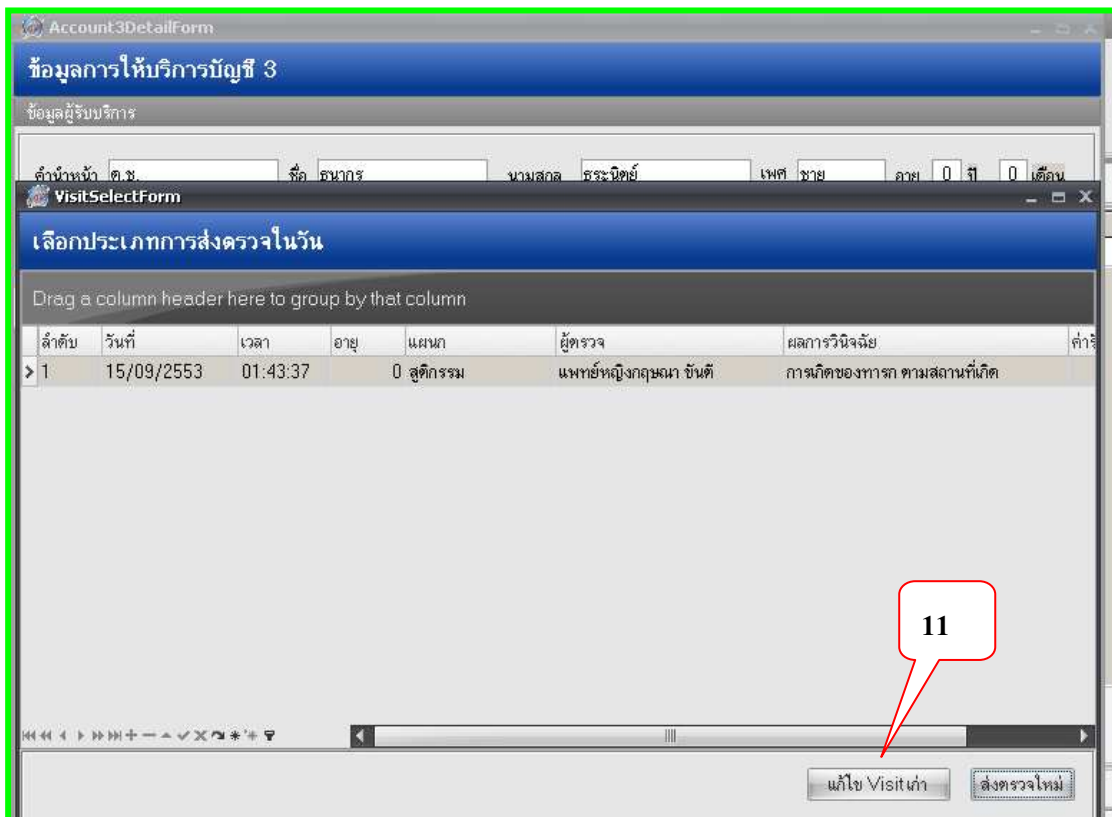 Account3DetailForm
ข้อมูลการให้บริการบัญชี 3
ข้อมูลผู้รับบริการ
คำนำหน้า ด.ช. ชื่อ ธนากร นามสกุล ธระนิตย์ เพศ ชาย อายุ 0 ปี 0 เดือน
VisitSelectForm
เลือกประเภทการส่งตรวจในวัน
Drag a column header here to group by that column
ลำดับ วันที่ เวลา อายุ แผนก ผู้ตรวจ ผลการวินิจฉัย
1 15/09/2553 01:43:37 0 สูติกรรม แพทย์หญิงกฤษณา ขันตี การเกิดของทารก ตามสถานที่เกิด
11
แก้ไข Visit เก่า ส่งตรวจใหม่